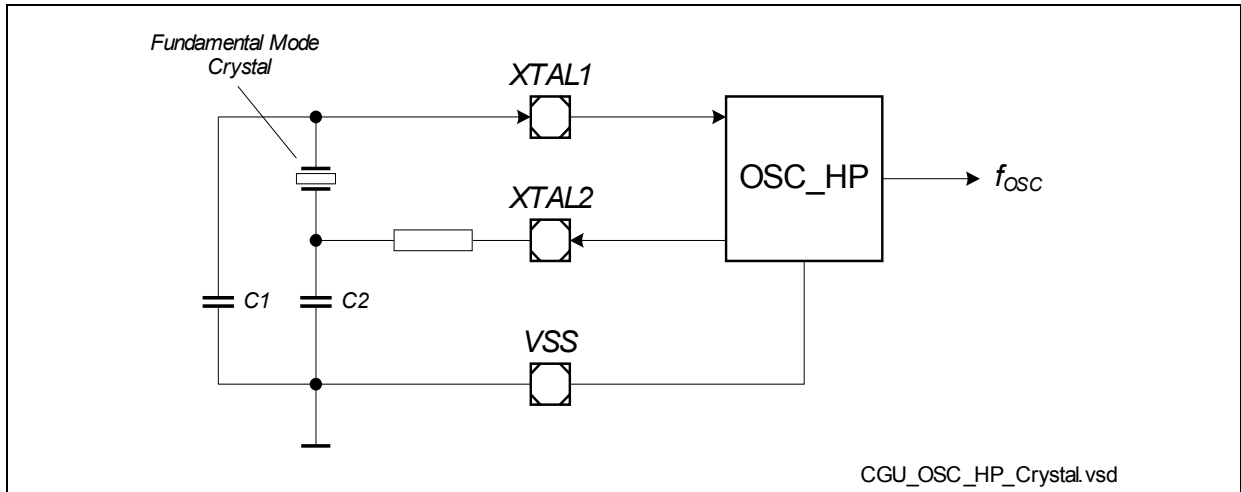 Fundamental Mode
Crystal
XTAL1
OSC_HP
fOSC
XTAL2
C1
C2
VSS
CGU_OSC_HP_Crystal.vsd